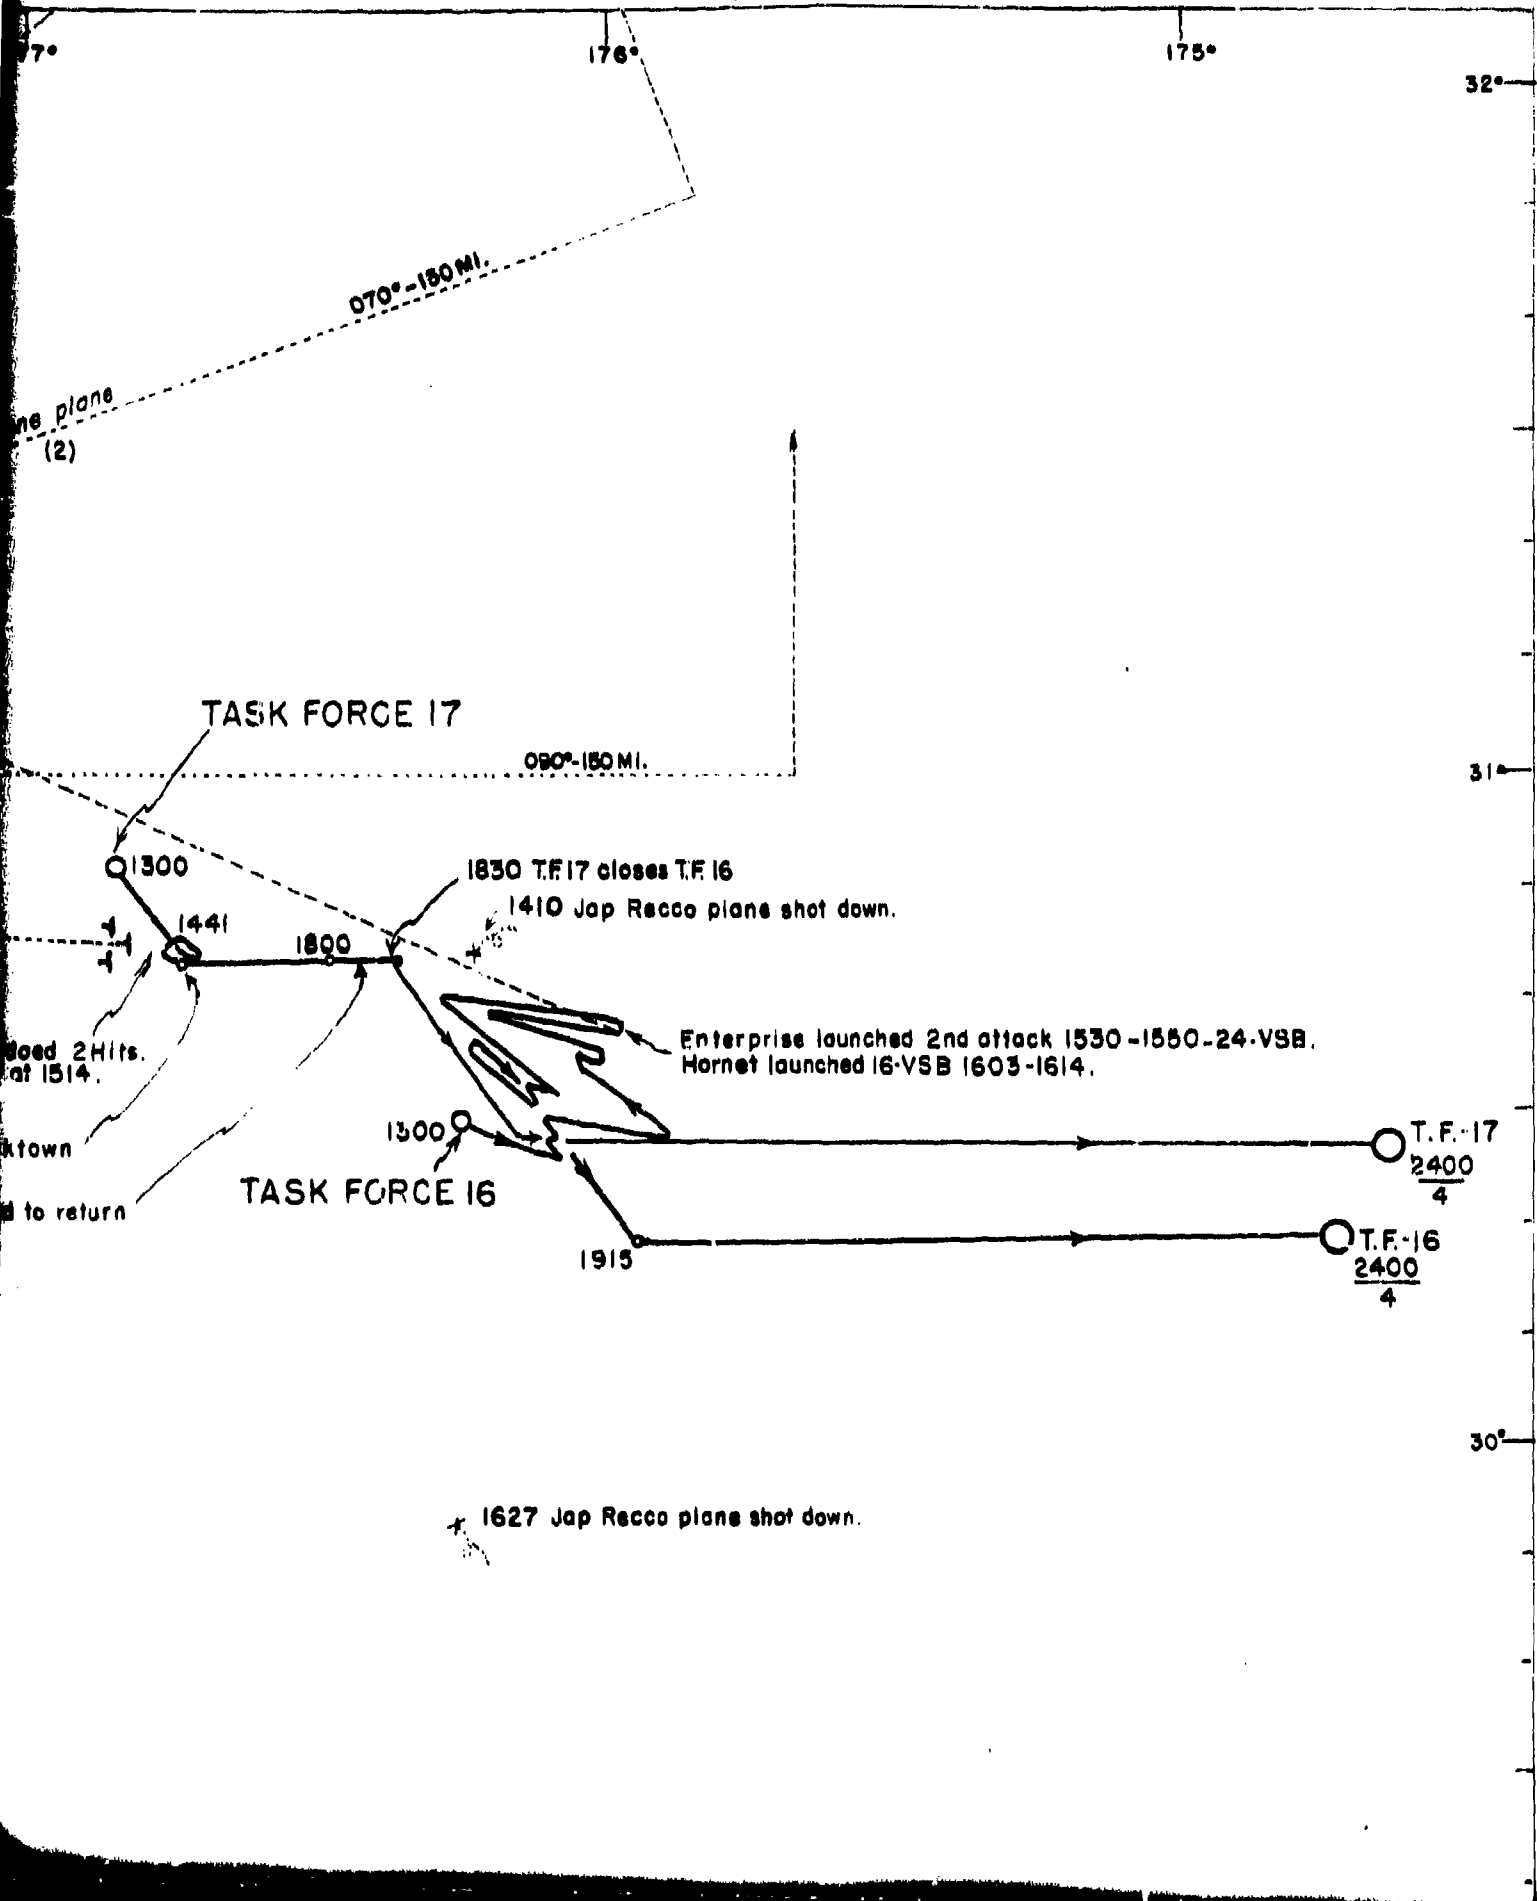 7°
176°
175°
32°
070°-150 MI.
ne plane
(2)
TASK FORCE 17
090°-150 MI.
31°
1300
1830 T.F. 17 closes T.F. 16
1410 Jap Recco plane shot down.
1441
1800
2 Hits.
at 1514.
Enterprise launched 2nd attack 1530-1550-24-VSB.
Hornet launched 16-VSB 1603-1614.
1300
ktown
TASK FORCE 16
d to return
T.F.-17
2400
4
1915
T.F.-16
2400
4
30°
1627 Jap Recco plane shot down.